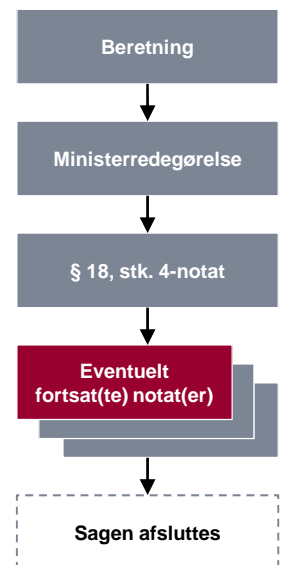 Beretning
Ministerredegørelse
§ 18, stk. 4-notat
Eventuelt
fortsat(te) notat(er)
Sagen afsluttes